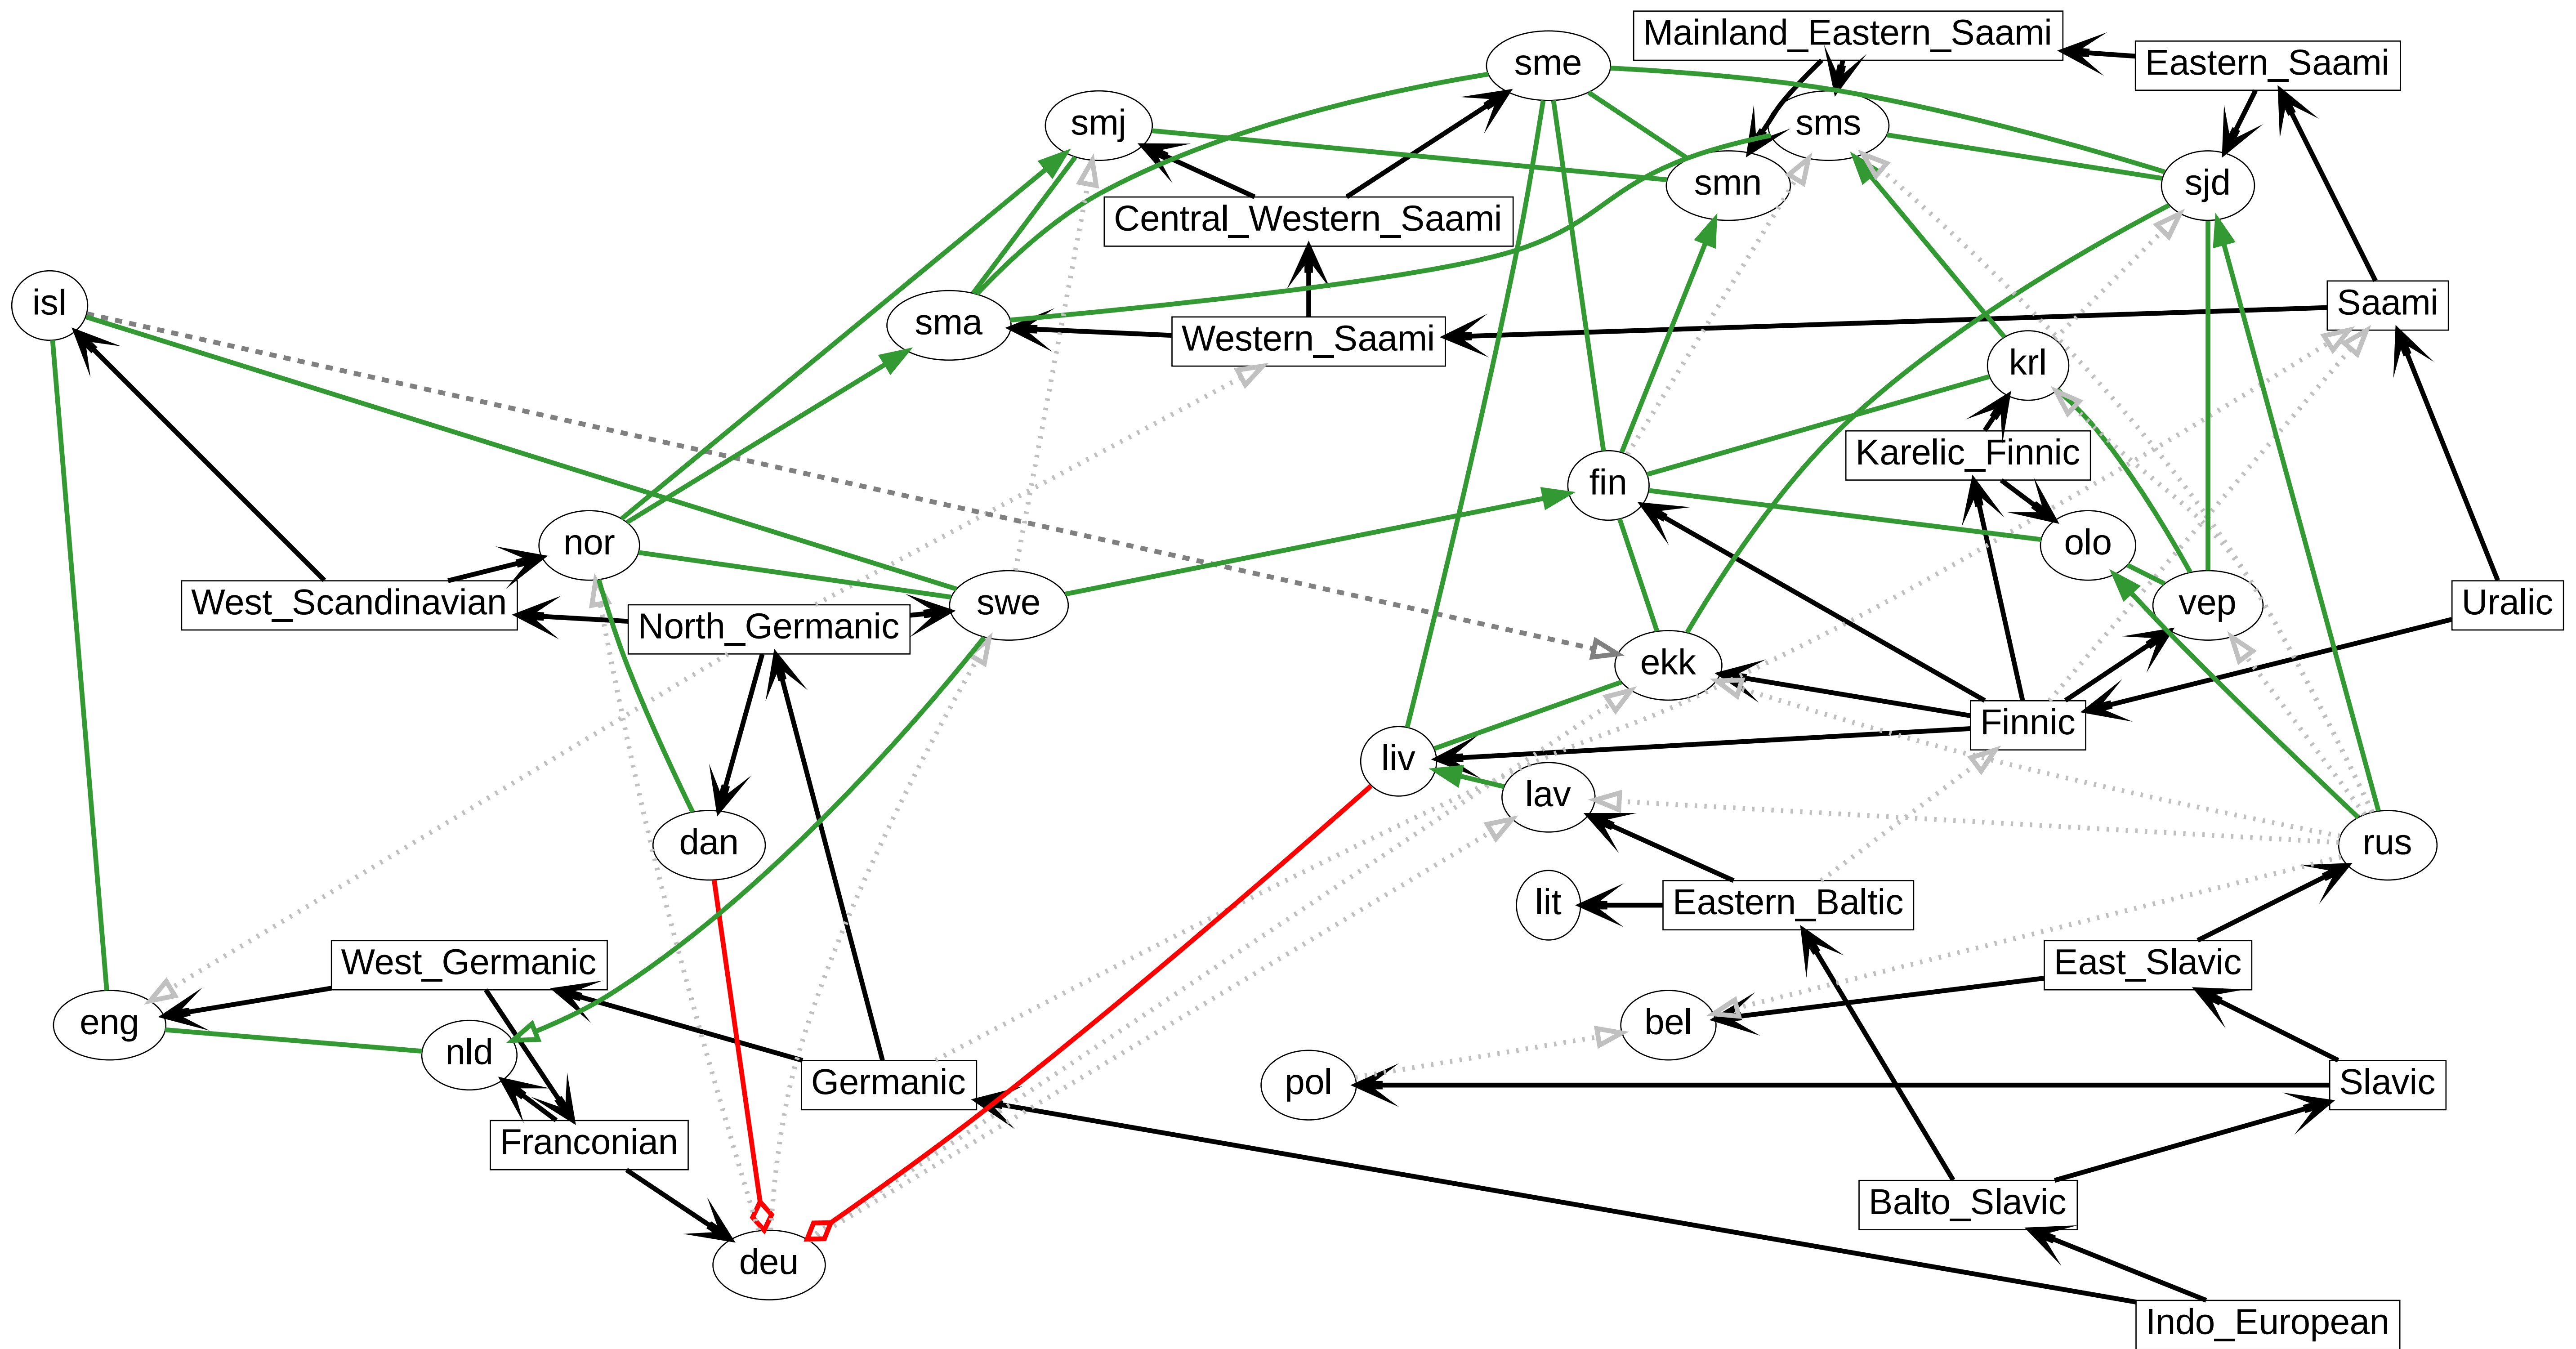 Mainland_Eastern_Saami
sme
Eastern_Saami
smj
sms
smn
sjd
Central_Western_Saami
isl
Saami
sma
Western_Saami
krl
Karelic_Finnic
fin
nor
olo
West_Scandinavian
swe
vep
Uralic
North_Germanic
ekk
Finnic
liv
lav
dan
rus
lit
Eastern_Baltic
West_Germanic
East_Slavic
eng
bel
nld
Germanic
pol
Slavic
Franconian
Balto_Slavic
deu
Indo_European